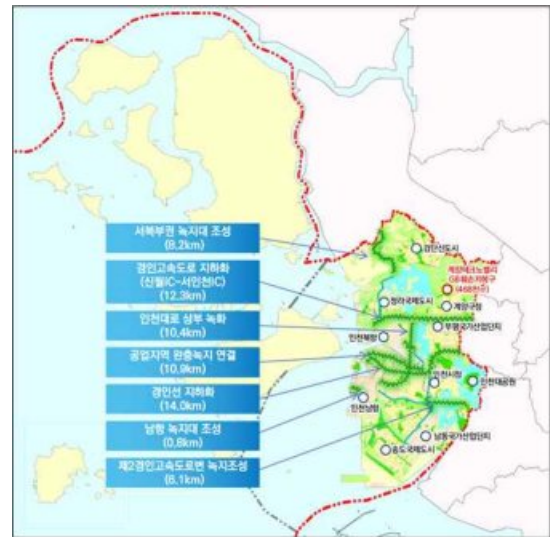 서북부권 녹지대 조성
(8.2km)
경인고속도로 지하화
(신월IC~서인천IC)
(12.3km)
인천대로 상부 녹화
(10.4km)
공업지역 완충녹지 연결
(10.9km)
경인선 지하화
(14.0km)
남항 녹지대 조성
(0.8km)
제2경인고속도로변 녹지조성
(6.1km)
검단신도시
계양테크노밸리
GB훼손지복구
청라국제도시
계양구청
부평국가산업단지
인천북항
인천시청
인천대공원
인천남항
남동국가산업단지
송도국제도시